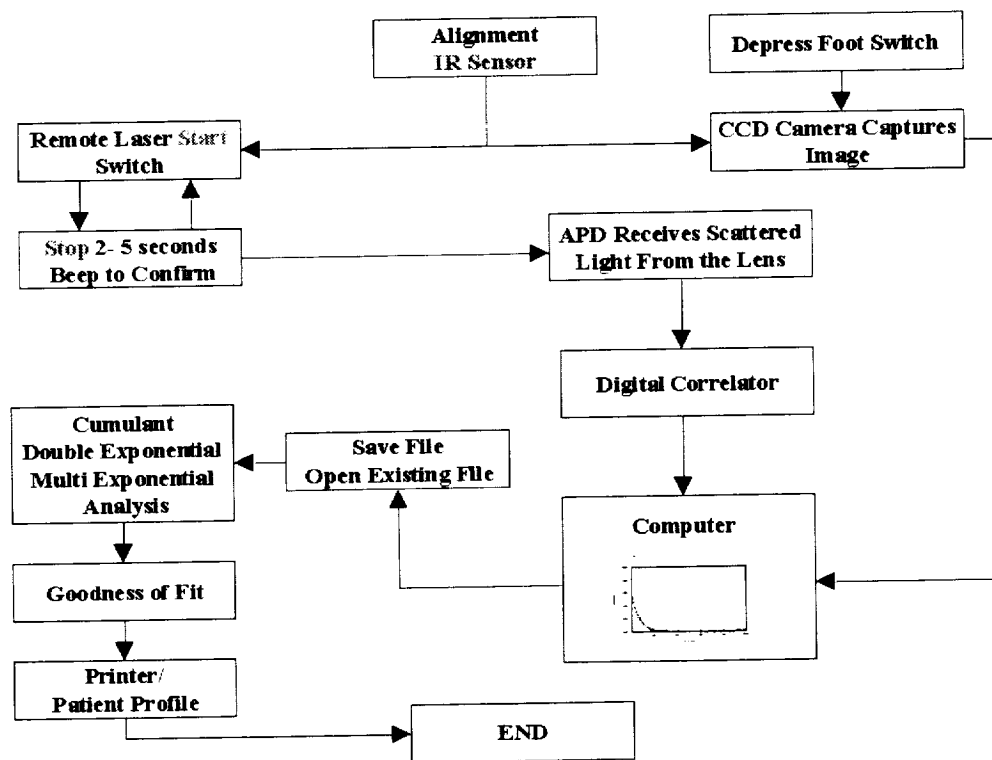 Alignment
IR Sensor
Depress Foot Switch
Remote Laser Start
Switch
CCD Camera Captures
Image
Stop 2- 5 seconds
Beep to Confirm
APD Receives Scattered
Light From the Lens
Digital Correlator
Cumulant
Double Exponential
Multi Exponential
Analysis
Save File
Open Existing File
Computer
Goodness of Fit
Printer/
Patient Profile
END